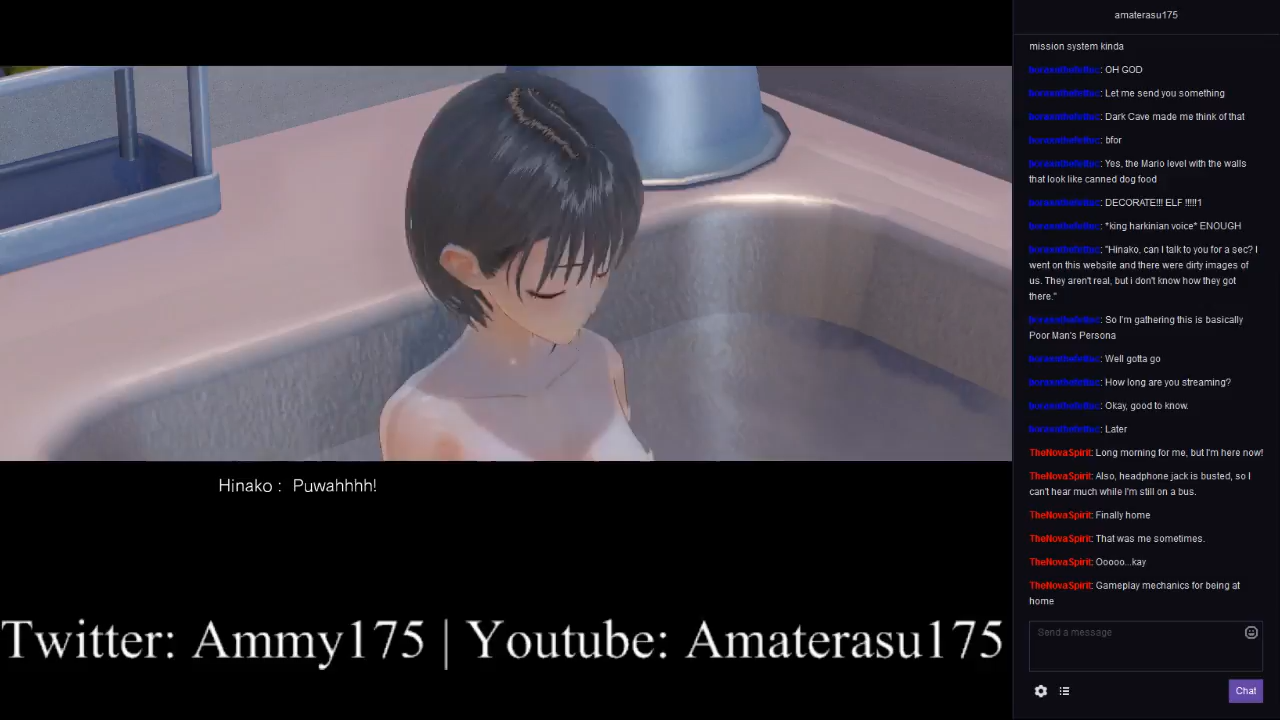 amaterasu175
mission system kinda
: OH GOD
: Let me send you something
: Dark Cave made me think of that
: bfor
: Yes, the Mario level with the walls
that look like canned dog food
: DECORATE!!! ELF !!!!!1
: *king harkinian voice* ENOUGH
: "Hinako, can I talk to you for a sec? I
went on this website and there were dirty images of
us. They aren't real, but i don't know how they got
there."
: So I'm gathering this is basically
Poor Man's Persona
: Well gotta go
: How long are you streaming?
: Okay, good to know.
: Later
TheNovaSpirit: Long morning for me, but I'm here now!
TheNovaSpirit: Also, headphone jack is busted, so I
can't hear much while I'm still on a bus.
TheNovaSpirit: Finally home
TheNovaSpirit: That was me sometimes.
TheNovaSpirit: Ooooo...kay
TheNovaSpirit: Gameplay mechanics for being at
home
Send a message
Chat
Hinako : Puwahhhh!
Twitter: Ammy175 | Youtube: Amaterasu175